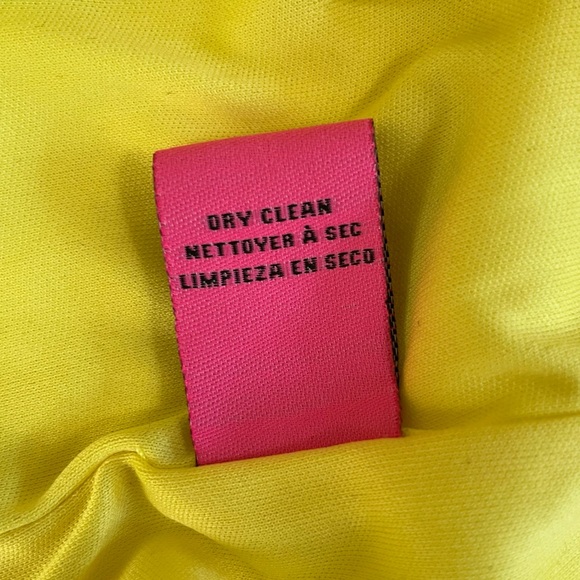 DRY CLEAN
NETTOYER À SEC
LIMPIEZA EN SECO